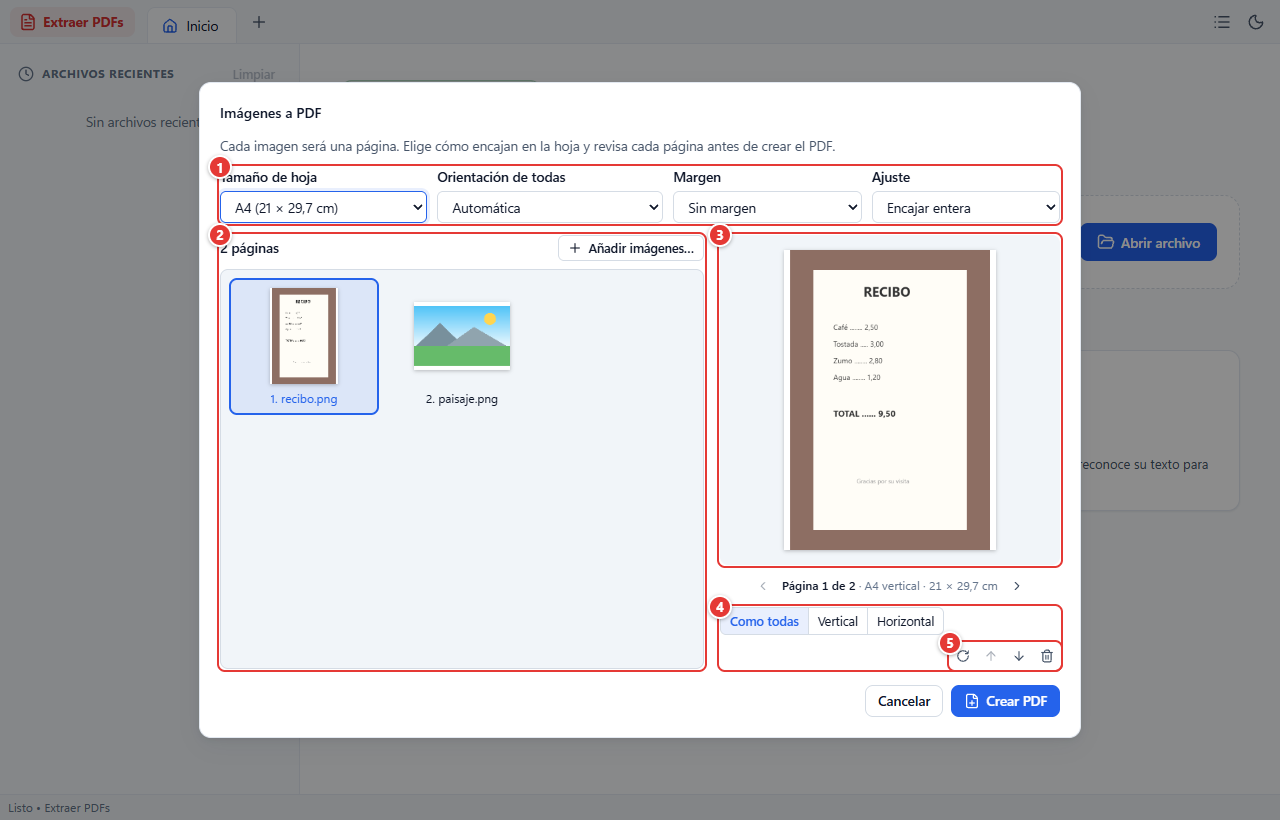 Extraer PDFs
Inicio
ARCHIVOS RECIENTES
Limpiar
Imágenes a PDF
Cada imagen será una página. Elige cómo encajan en la hoja y revisa cada página antes de crear el PDF.
1
Tamaño de hoja
Orientación de todas
Margen
Ajuste
A4 (21 × 29,7 cm)
Automática
Sin margen
Encajar entera
2
2 páginas
Añadir imágenes...
1. recibo.png
2. paisaje.png
3
RECIBO
Café ...... 2,50
Tostada .... 3,00
Zumo ...... 2,80
Agua ...... 1,20
TOTAL ...... 9,50
Gracias por su visita
Página 1 de 2 · A4 vertical · 21 × 29,7 cm
4
Como todas
Vertical
Horizontal
5
Cancelar
Crear PDF
Sin archivos recient
Abrir archivo
reconoce su texto para
Listo • Extraer PDFs